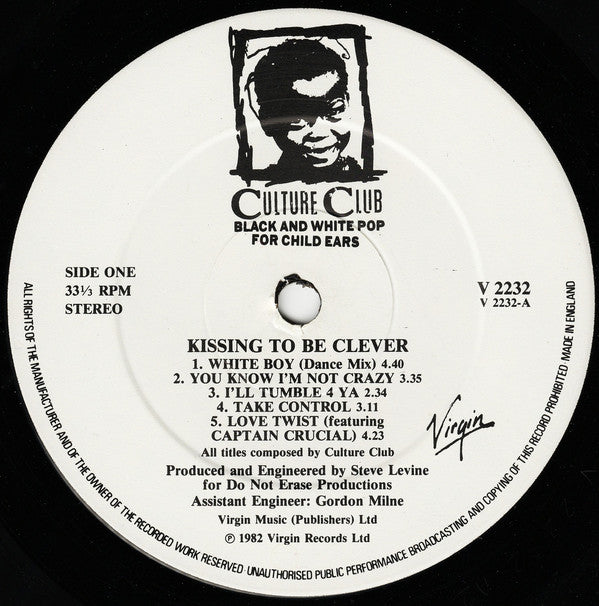 CULTURE CLUB
BLACK AND WHITE POP
FOR CHILD EARS
SIDE ONE
33⅓ RPM
STEREO
V 2232
V 2232-A
KISSING TO BE CLEVER
1. WHITE BOY (Dance Mix) 4.40
2. YOU KNOW I'M NOT CRAZY 3.35
3. I'LL TUMBLE 4 YA 2.34
4. TAKE CONTROL 3.11
5. LOVE TWIST (featuring
CAPTAIN CRUCIAL) 4.23
All titles composed by Culture Club
Produced and Engineered by Steve Levine
for Do Not Erase Productions
Assistant Engineer: Gordon Milne
Virgin Music (Publishers) Ltd
℗ 1982 Virgin Records Ltd
Virgin
ALL RIGHTS OF THE MANUFACTURER AND OF THE OWNER OF THE RECORDED WORK RESERVED · UNAUTHORISED PUBLIC PERFORMANCE BROADCASTING AND COPYING OF THIS RECORD PROHIBITED · MADE IN ENGLAND